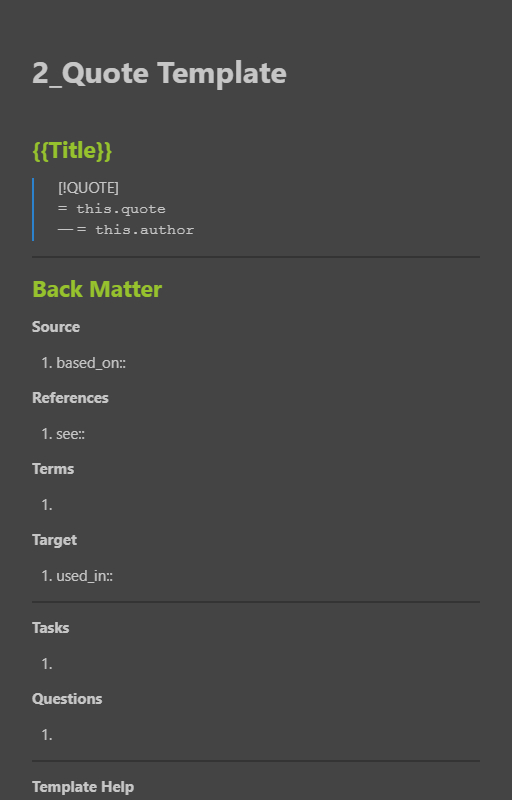 2_Quote Template
{{Title}}
[!QUOTE]
= this.quote
— = this.author
Back Matter
Source
1. based_on::
References
1. see::
Terms
1.
Target
1. used_in::
Tasks
1.
Questions
1.
Template Help